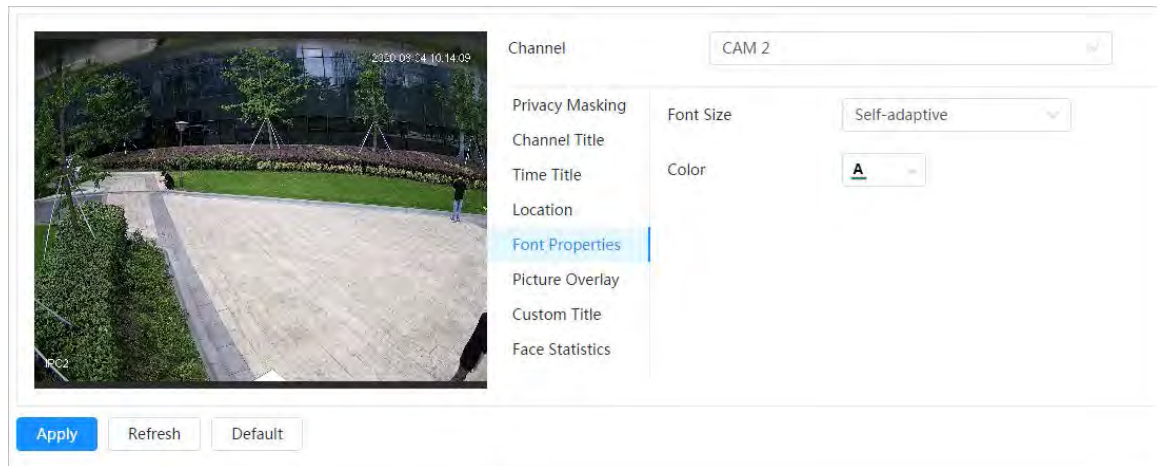 2020-09-04 10:14:09
IPC2
Channel
CAM 2
Privacy Masking
Channel Title
Time Title
Location
Font Properties
Picture Overlay
Custom Title
Face Statistics
Font Size
Self-adaptive
Color
A
Apply
Refresh
Default